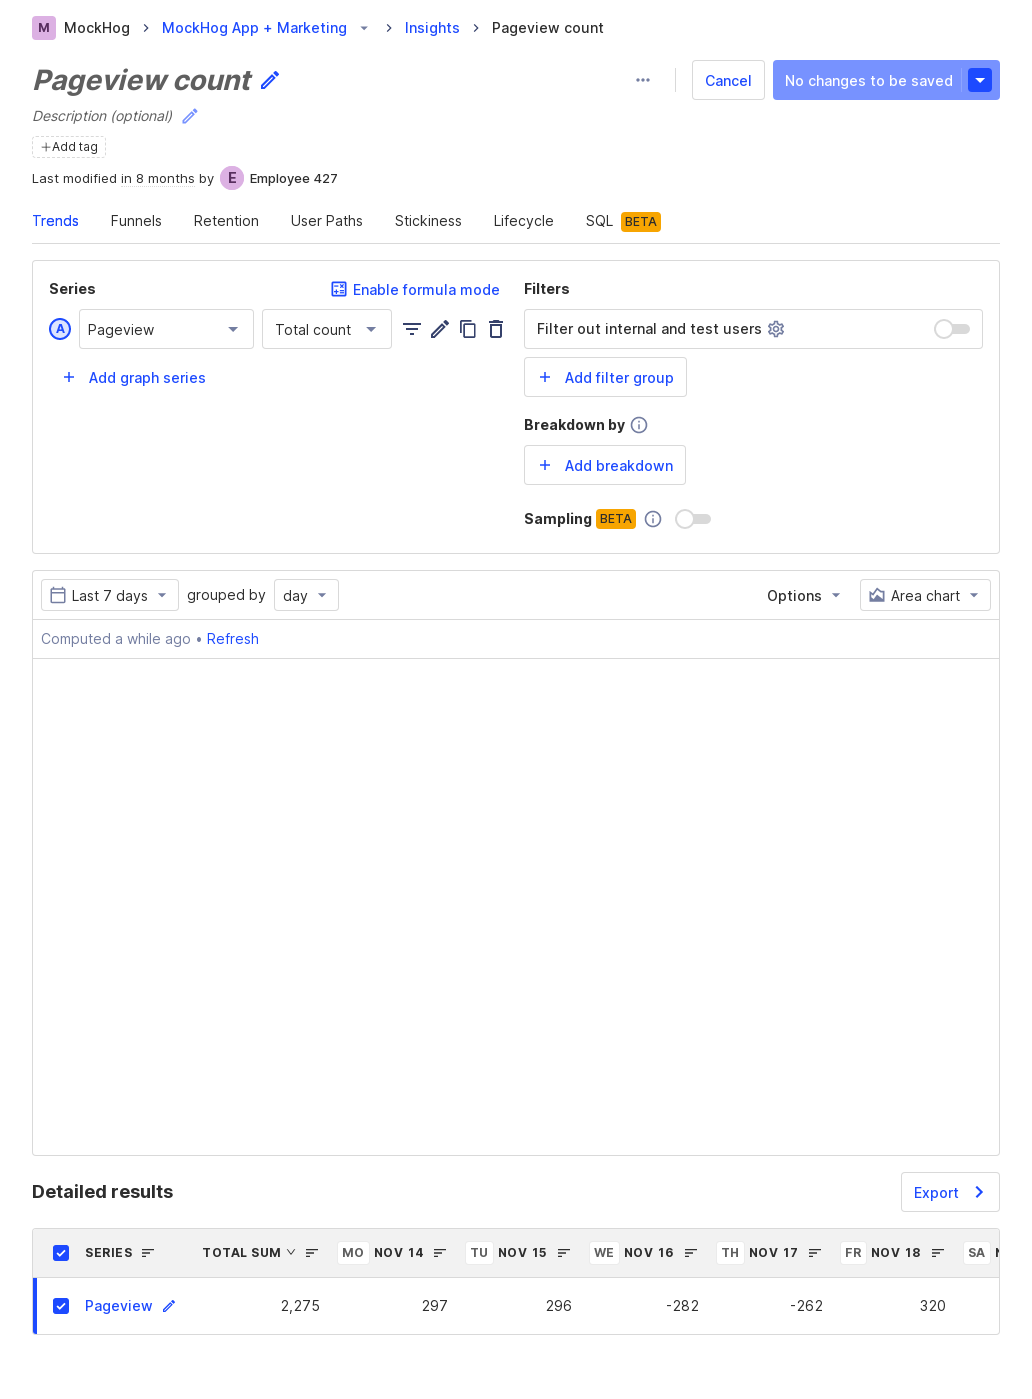 M MockHog > MockHog App + Marketing > Insights > Pageview count
Pageview count
Cancel
No changes to be saved
Description (optional)
+Add tag
Last modified in 8 months by E Employee 427
Trends Funnels Retention User Paths Stickiness Lifecycle SQL BETA
Series
Enable formula mode
A Pageview Total count
+ Add graph series
Filters
Filter out internal and test users
+ Add filter group
Breakdown by
+ Add breakdown
Sampling BETA
Last 7 days grouped by day
Options Area chart
Computed a while ago • Refresh
Detailed results
Export
SERIES TOTAL SUM MO NOV 14 TU NOV 15 WE NOV 16 TH NOV 17 FR NOV 18 SA
Pageview 2,275 297 296 -282 -262 320